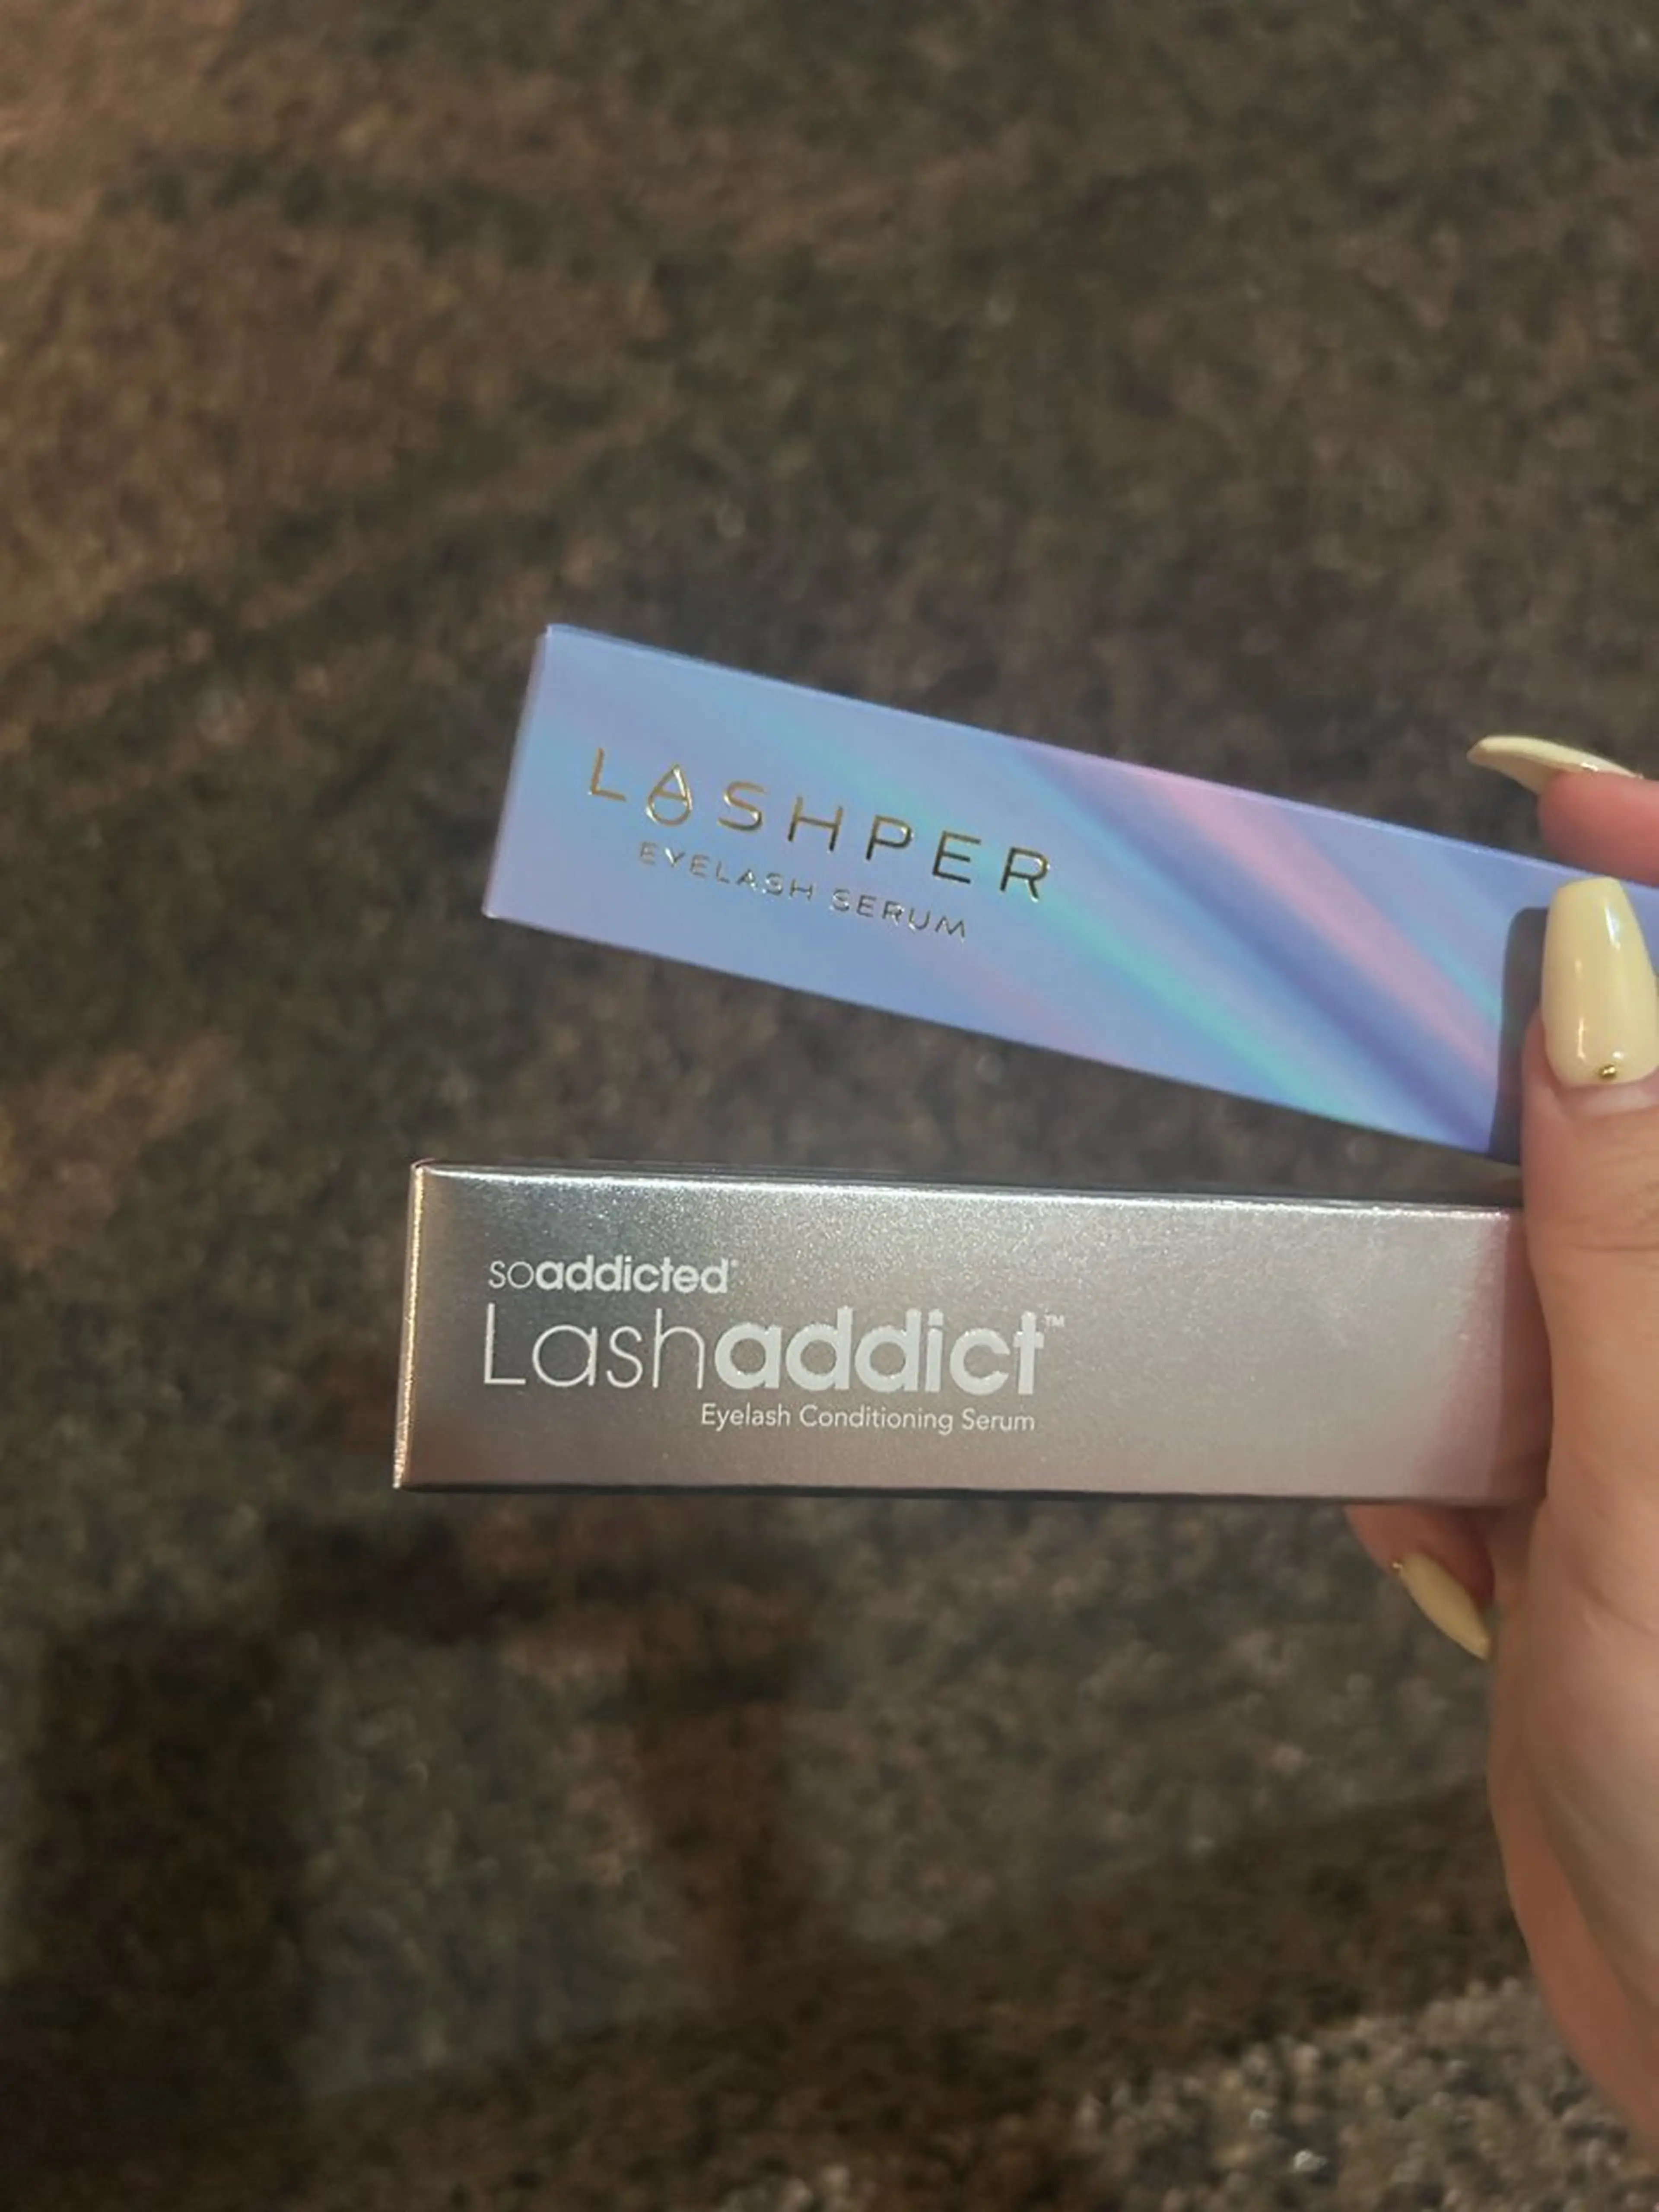 LASHPER
EYELASH SERUM
soaddicted®
Lashaddict™
Eyelash Conditioning Serum